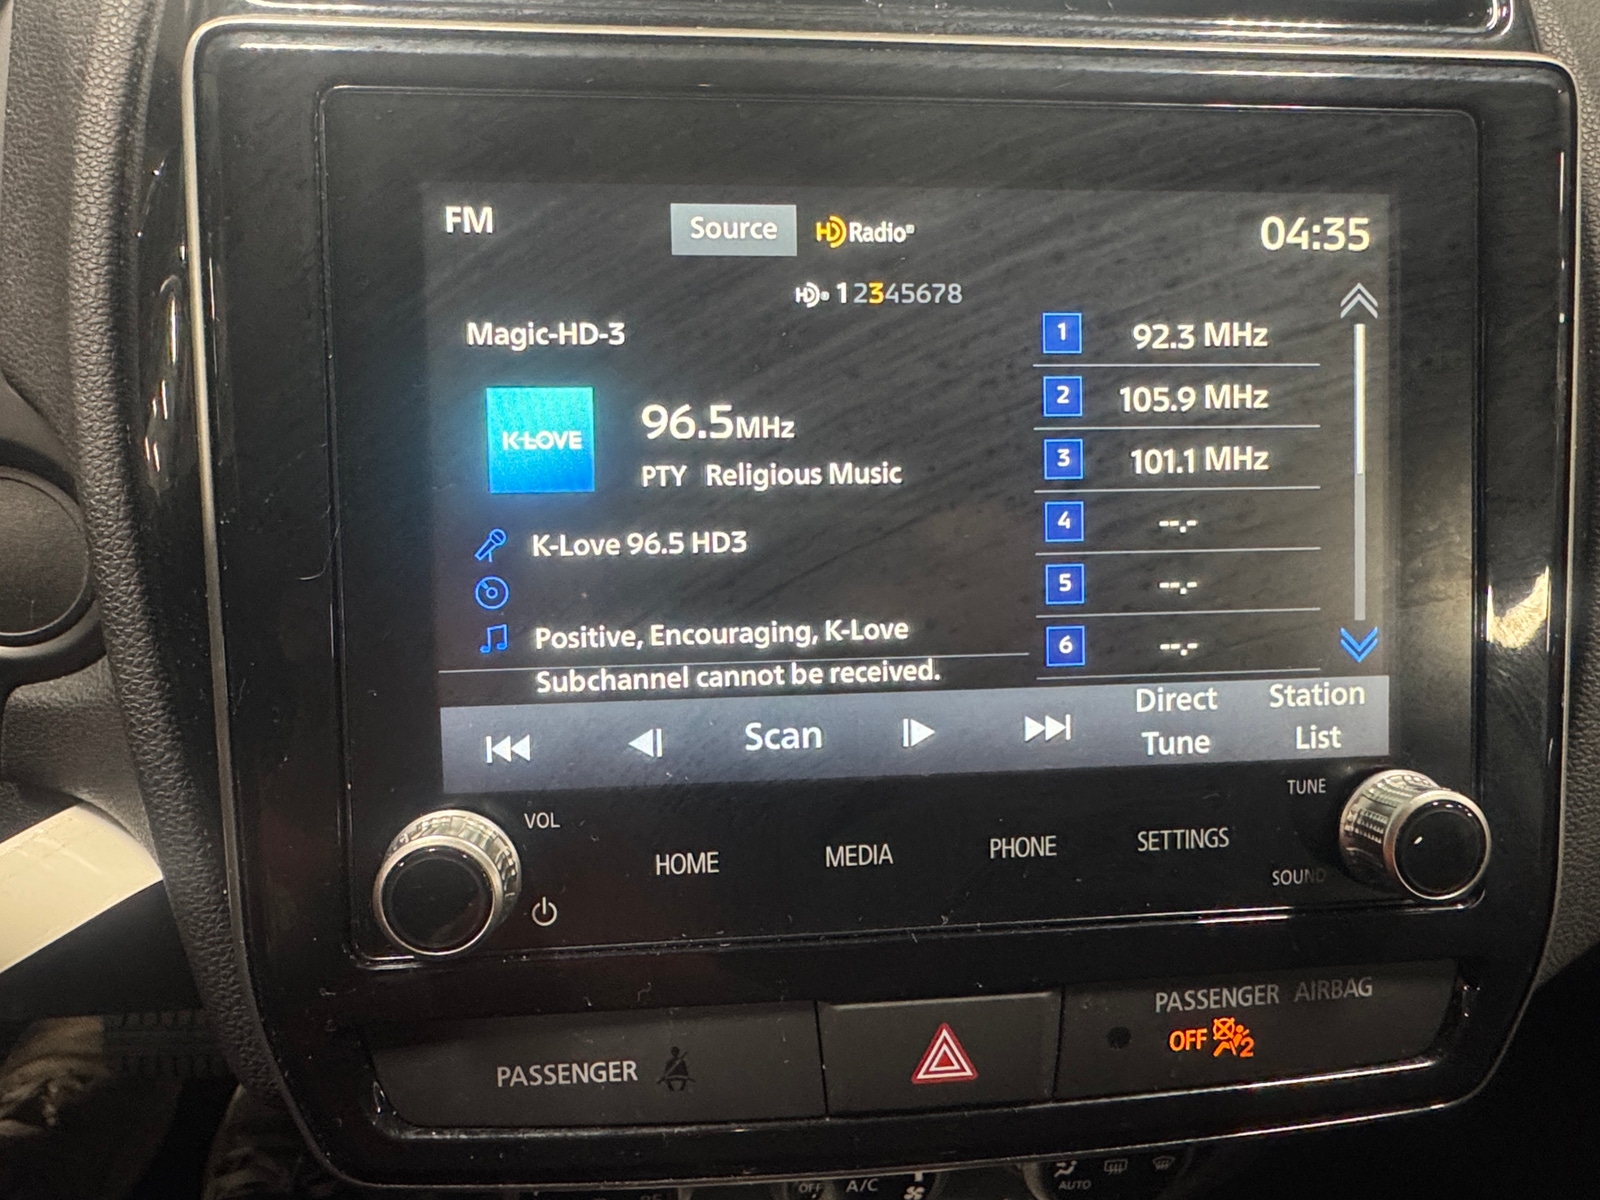 FM
Source
HD Radio®
04:35
HD® 12345678
Magic-HD-3
K-LOVE
96.5MHz
PTY Religious Music
K-Love 96.5 HD3
Positive, Encouraging, K-Love
Subchannel cannot be received.
1 92.3 MHz
2 105.9 MHz
3 101.1 MHz
4 --.-
5 --.-
6 --.-
Scan
Direct
Tune
Station
List
VOL
HOME
MEDIA
PHONE
SETTINGS
TUNE
SOUND
PASSENGER
PASSENGER AIRBAG
OFF 2
OFF
A/C
AUTO